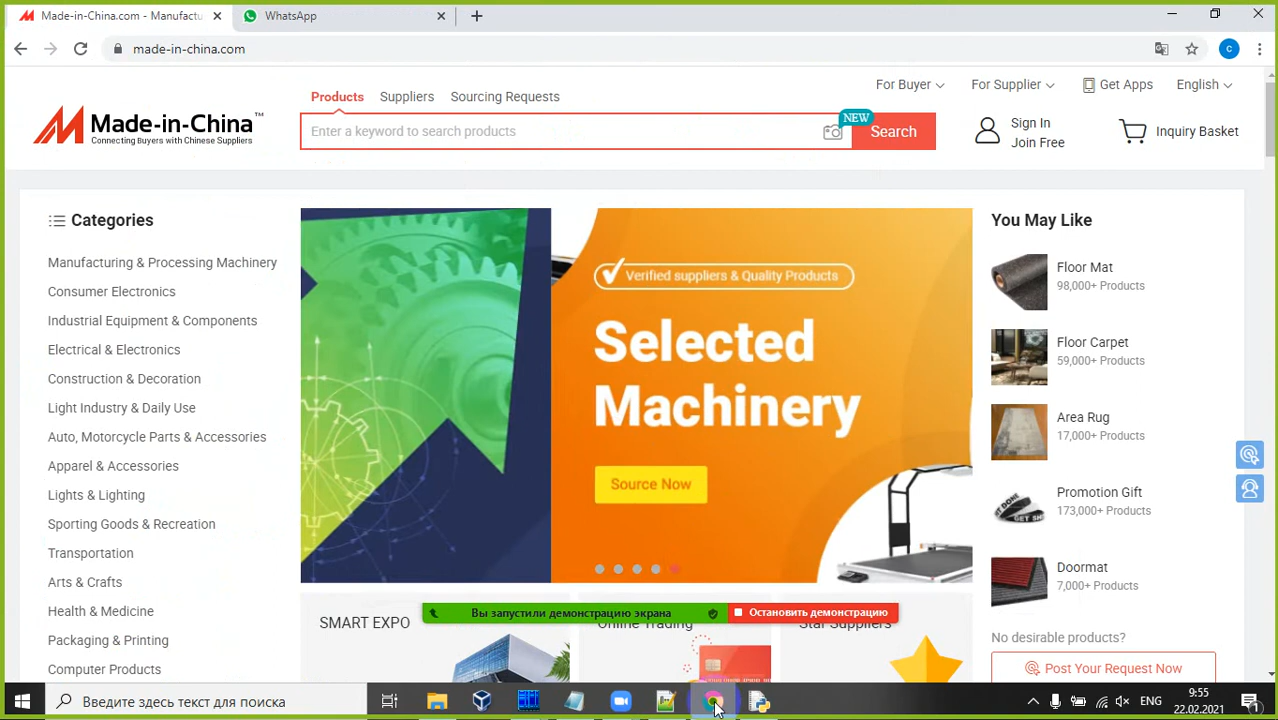 Made-in-China.com - Manufactu
WhatsApp
made-in-china.com
For Buyer
For Supplier
Get Apps
English
Made-in-China™
Connecting Buyers with Chinese Suppliers
Products
Suppliers
Sourcing Requests
Enter a keyword to search products
NEW
Search
Sign In
Join Free
Inquiry Basket
Categories
Manufacturing & Processing Machinery
Consumer Electronics
Industrial Equipment & Components
Electrical & Electronics
Construction & Decoration
Light Industry & Daily Use
Auto, Motorcycle Parts & Accessories
Apparel & Accessories
Lights & Lighting
Sporting Goods & Recreation
Transportation
Arts & Crafts
Health & Medicine
Packaging & Printing
Computer Products
Verified suppliers & Quality Products
Selected
Machinery
Source Now
You May Like
Floor Mat
98,000+ Products
Floor Carpet
59,000+ Products
Area Rug
17,000+ Products
Promotion Gift
173,000+ Products
Doormat
7,000+ Products
No desirable products?
Post Your Request Now
Вы запустили демонстрацию экрана
Остановить демонстрацию
SMART EXPO
Online Trading
Star Suppliers
Введите здесь текст для поиска
ENG
9:55
22.02.2021